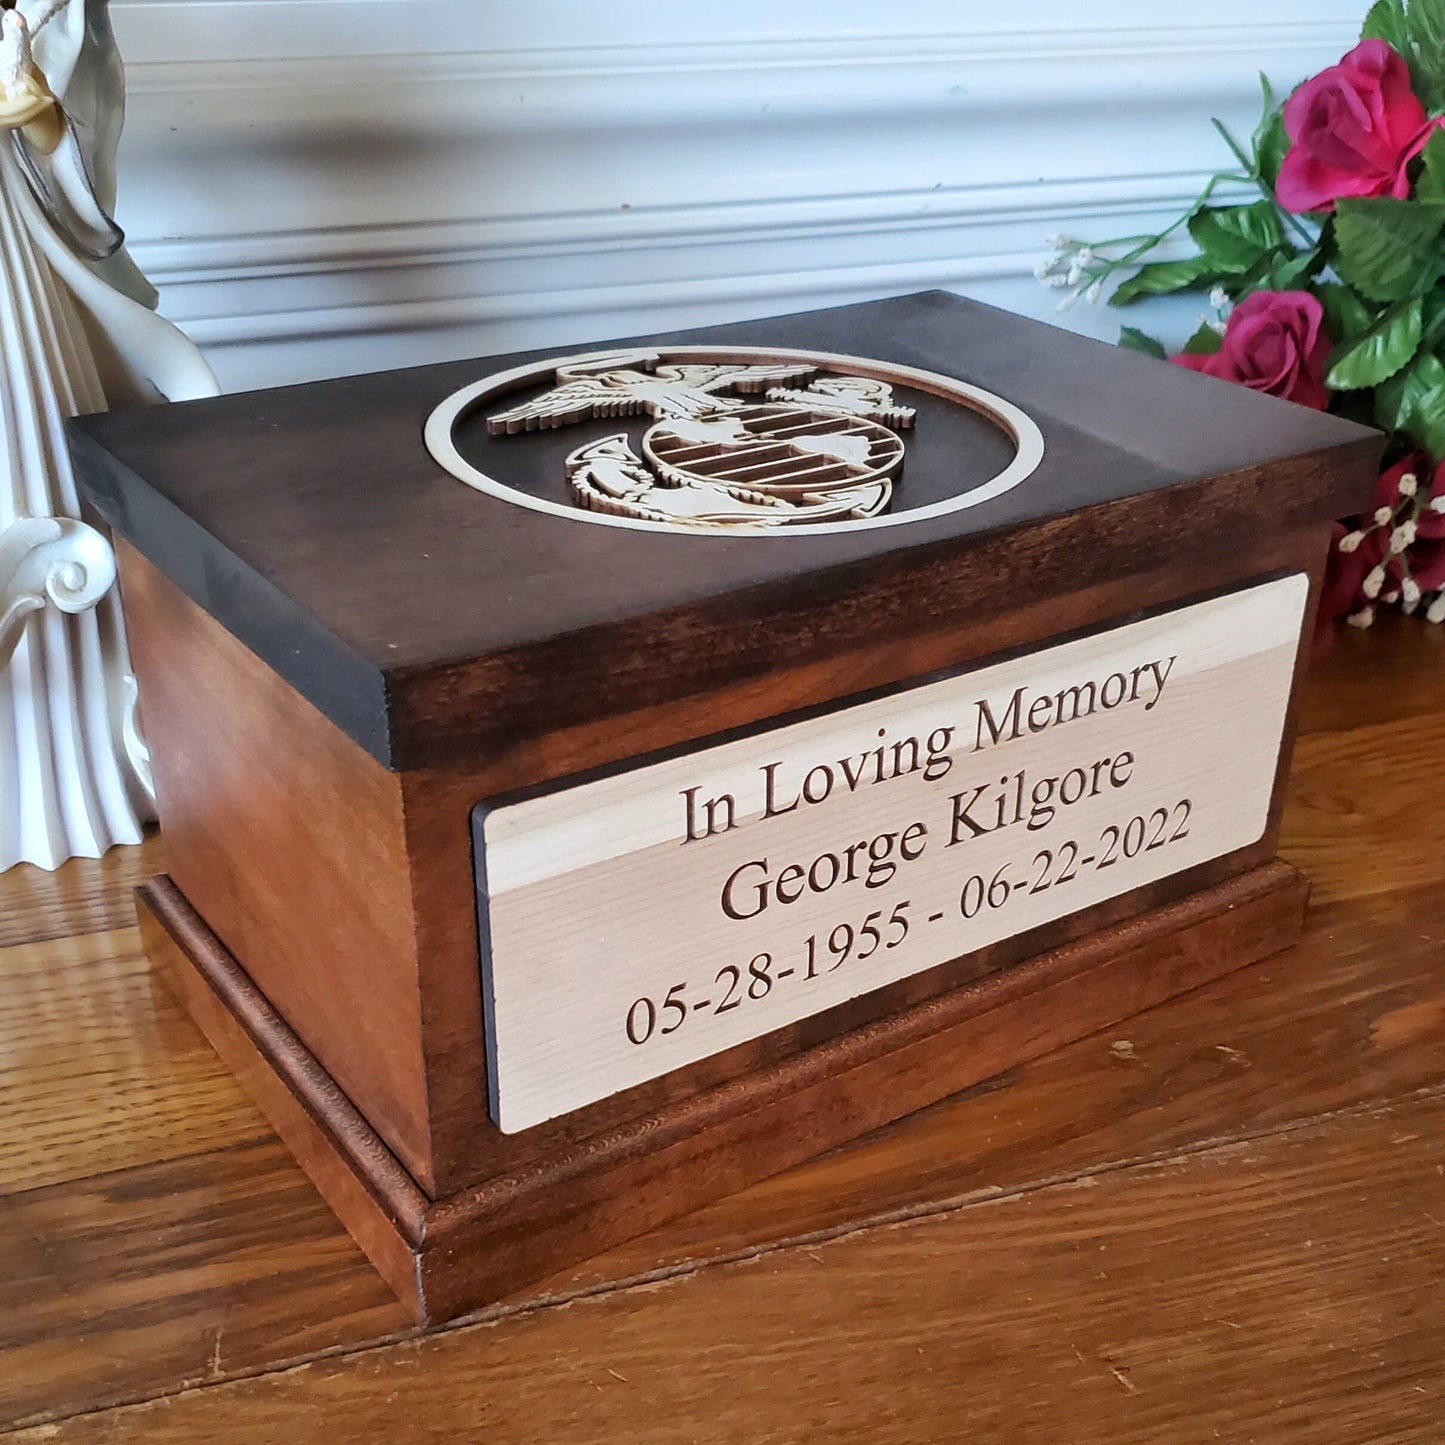 In Loving Memory
George Kilgore
05-28-1955 - 06-22-2022